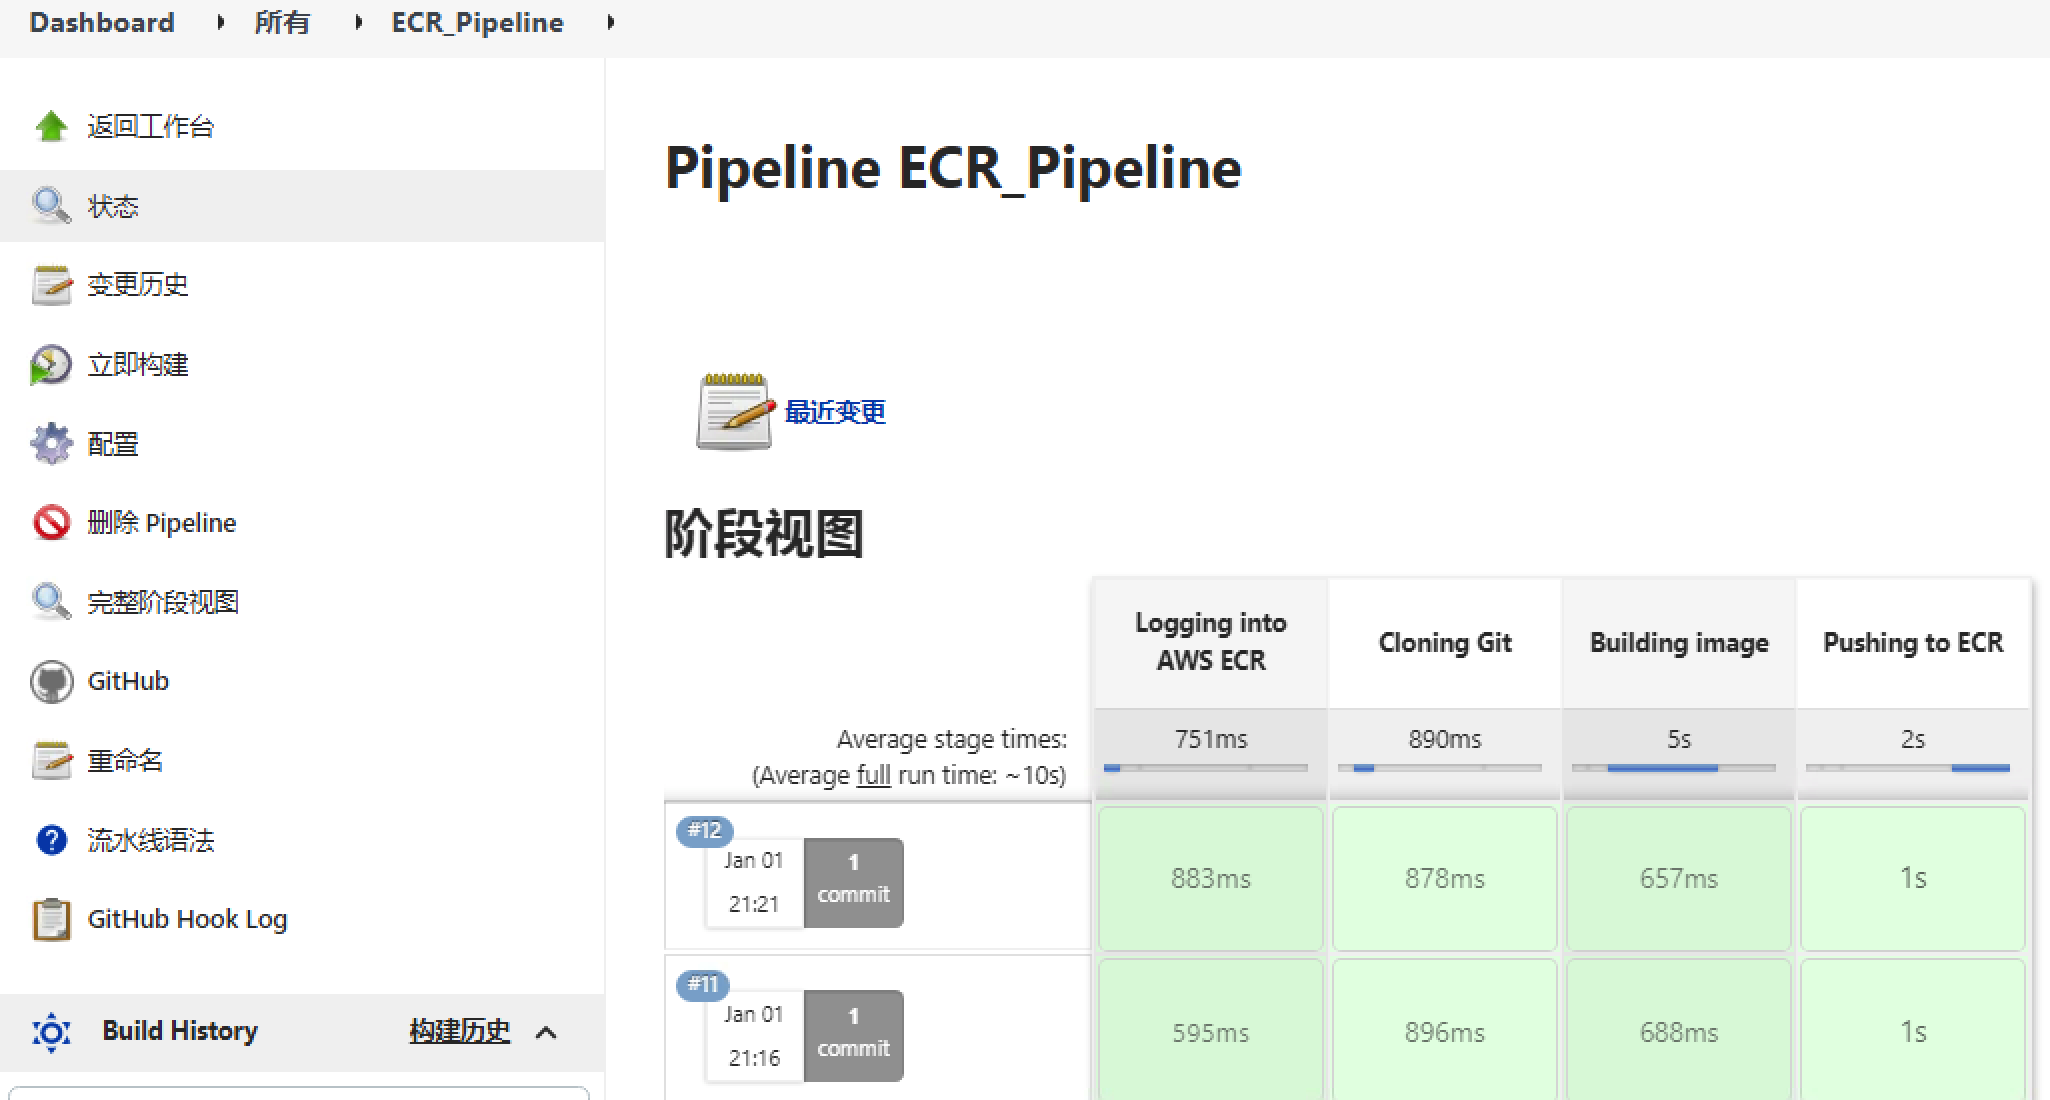 Dashboard
所有
ECR_Pipeline
返回工作台
状态
变更历史
立即构建
配置
删除 Pipeline
完整阶段视图
GitHub
重命名
流水线语法
GitHub Hook Log
Build History
构建历史
Pipeline ECR_Pipeline
最近变更
阶段视图
Logging into
AWS ECR
Cloning Git
Building image
Pushing to ECR
Average stage times:
(Average full run time: ~10s)
751ms
890ms
5s
2s
#12
Jan 01
21:21
1
commit
883ms
878ms
657ms
1s
#11
Jan 01
21:16
1
commit
595ms
896ms
688ms
1s